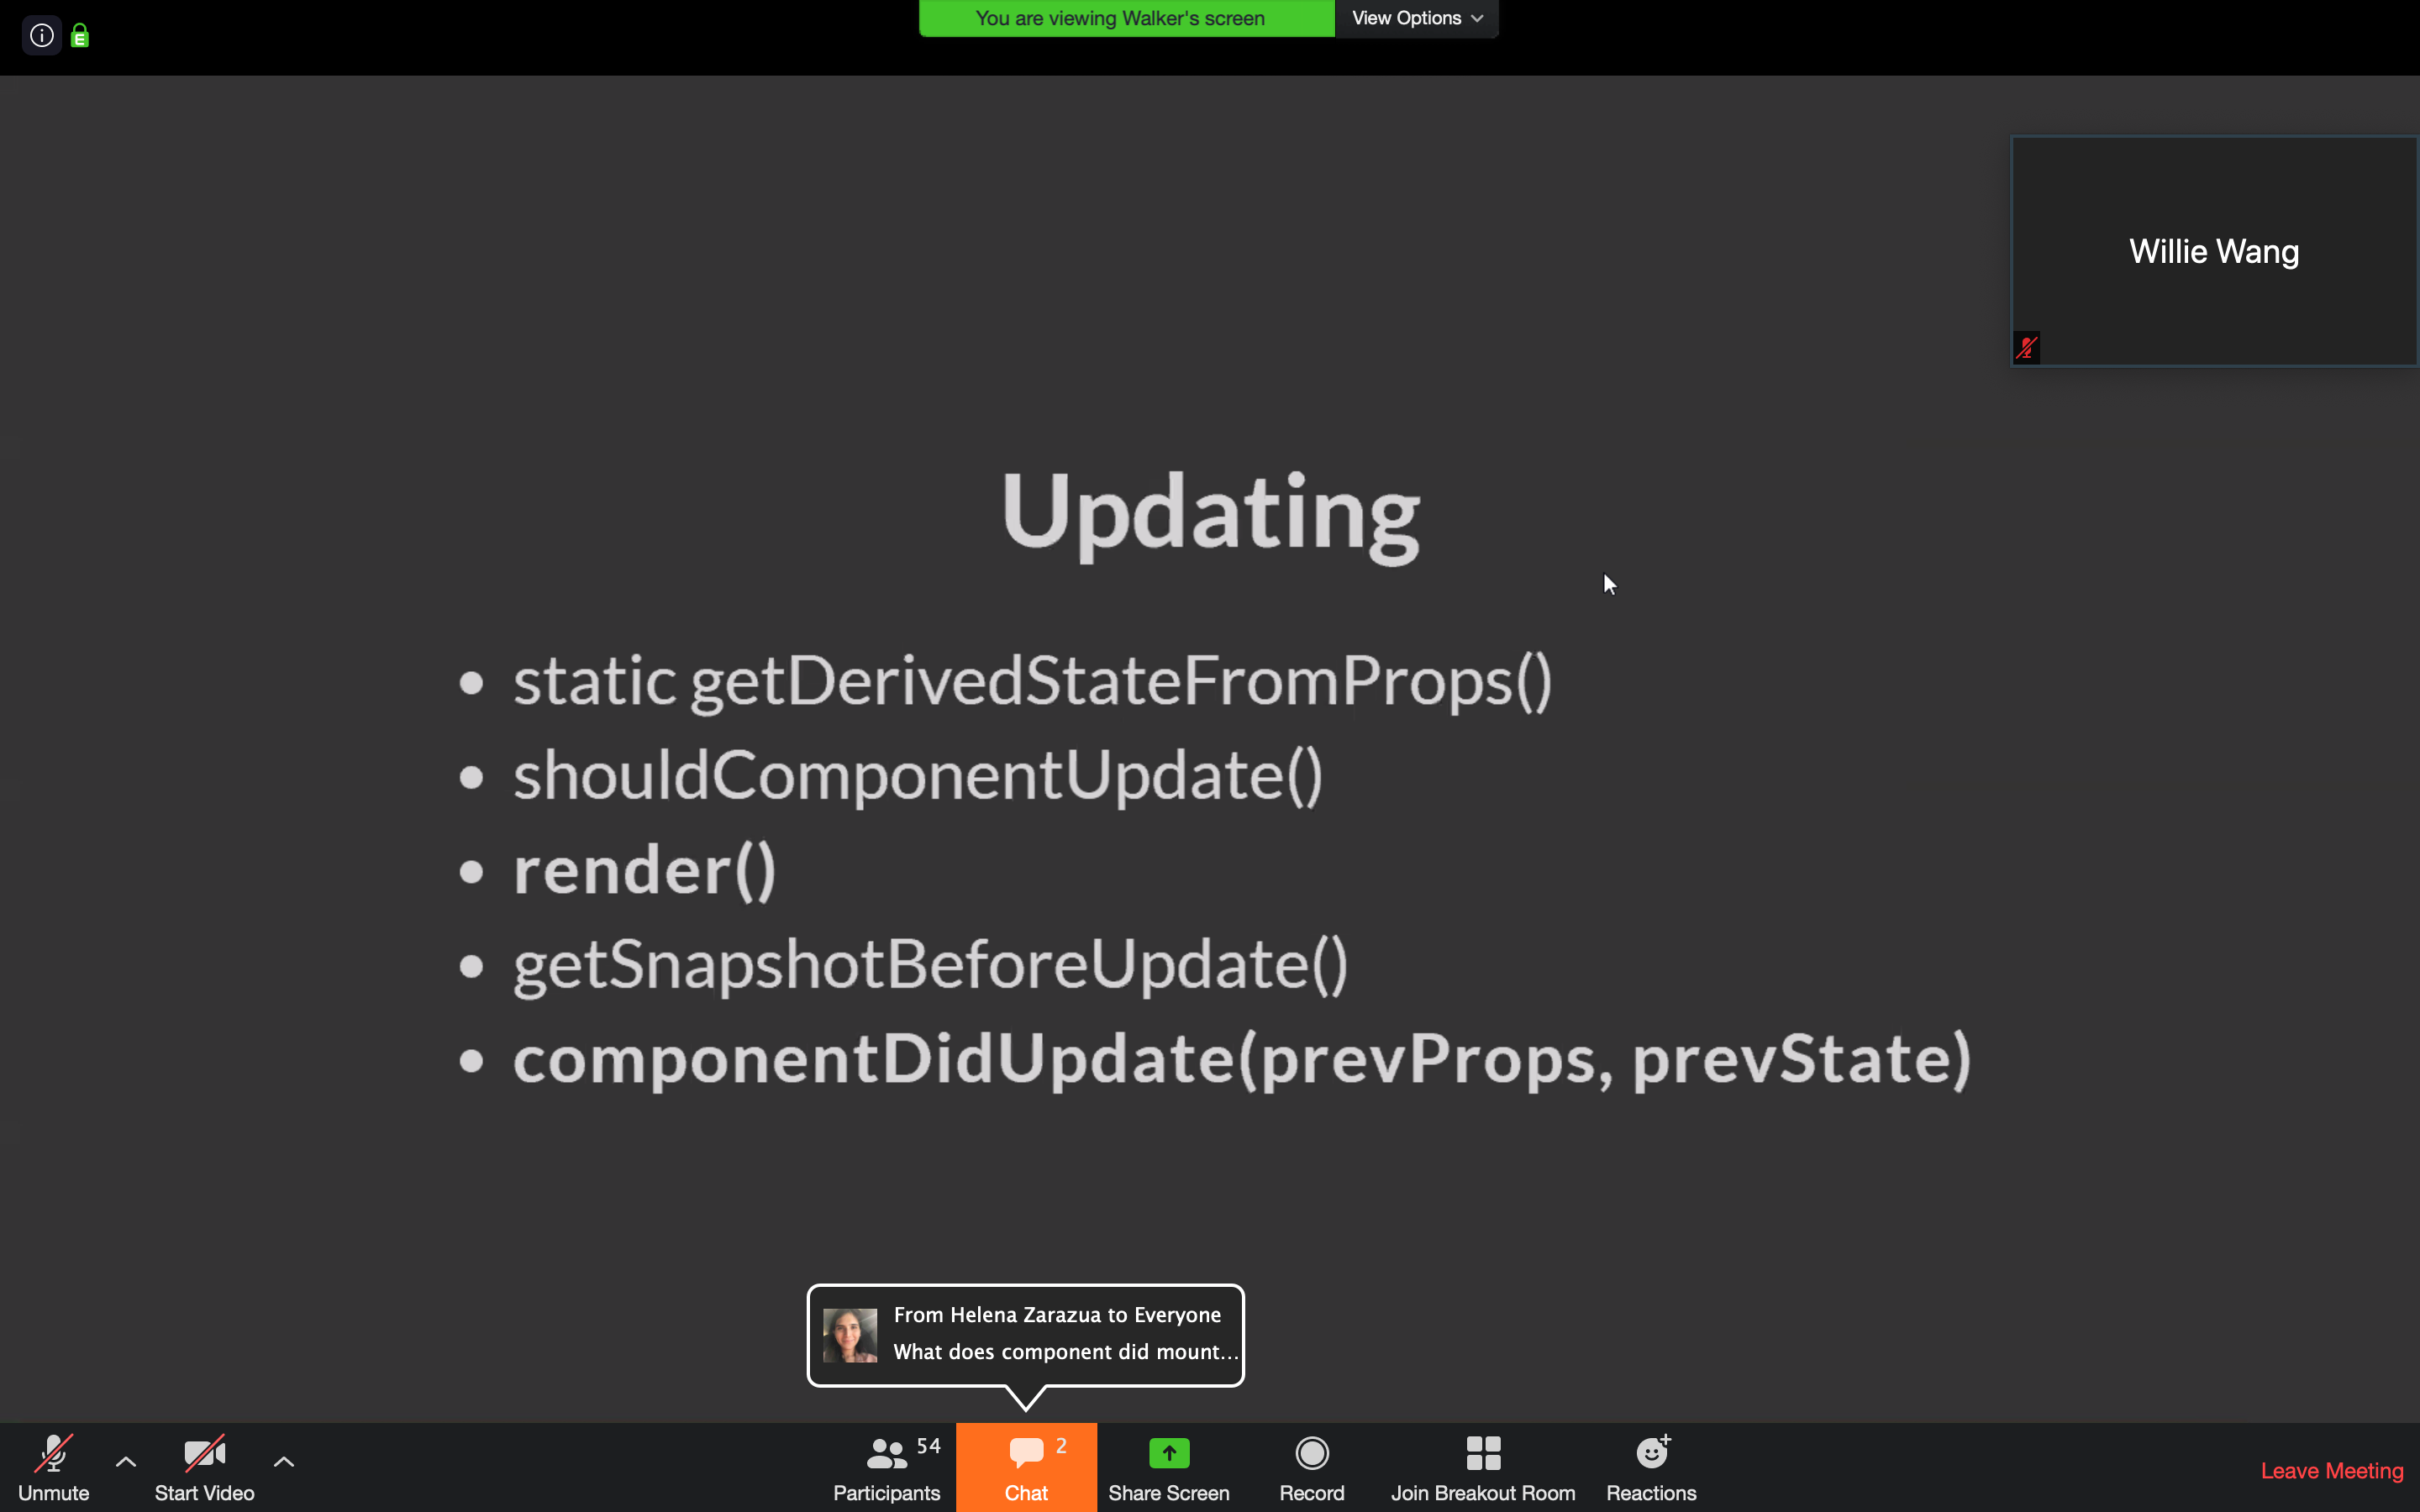 You are viewing Walker's screen
View Options
Willie Wang
Updating
• static getDerivedStateFromProps()
• shouldComponentUpdate()
• render()
• getSnapshotBeforeUpdate()
• componentDidUpdate(prevProps, prevState)
From Helena Zarazua to Everyone
What does component did mount...
54
2
Unmute
Start Video
Participants
Chat
Share Screen
Record
Join Breakout Room
Reactions
Leave Meeting